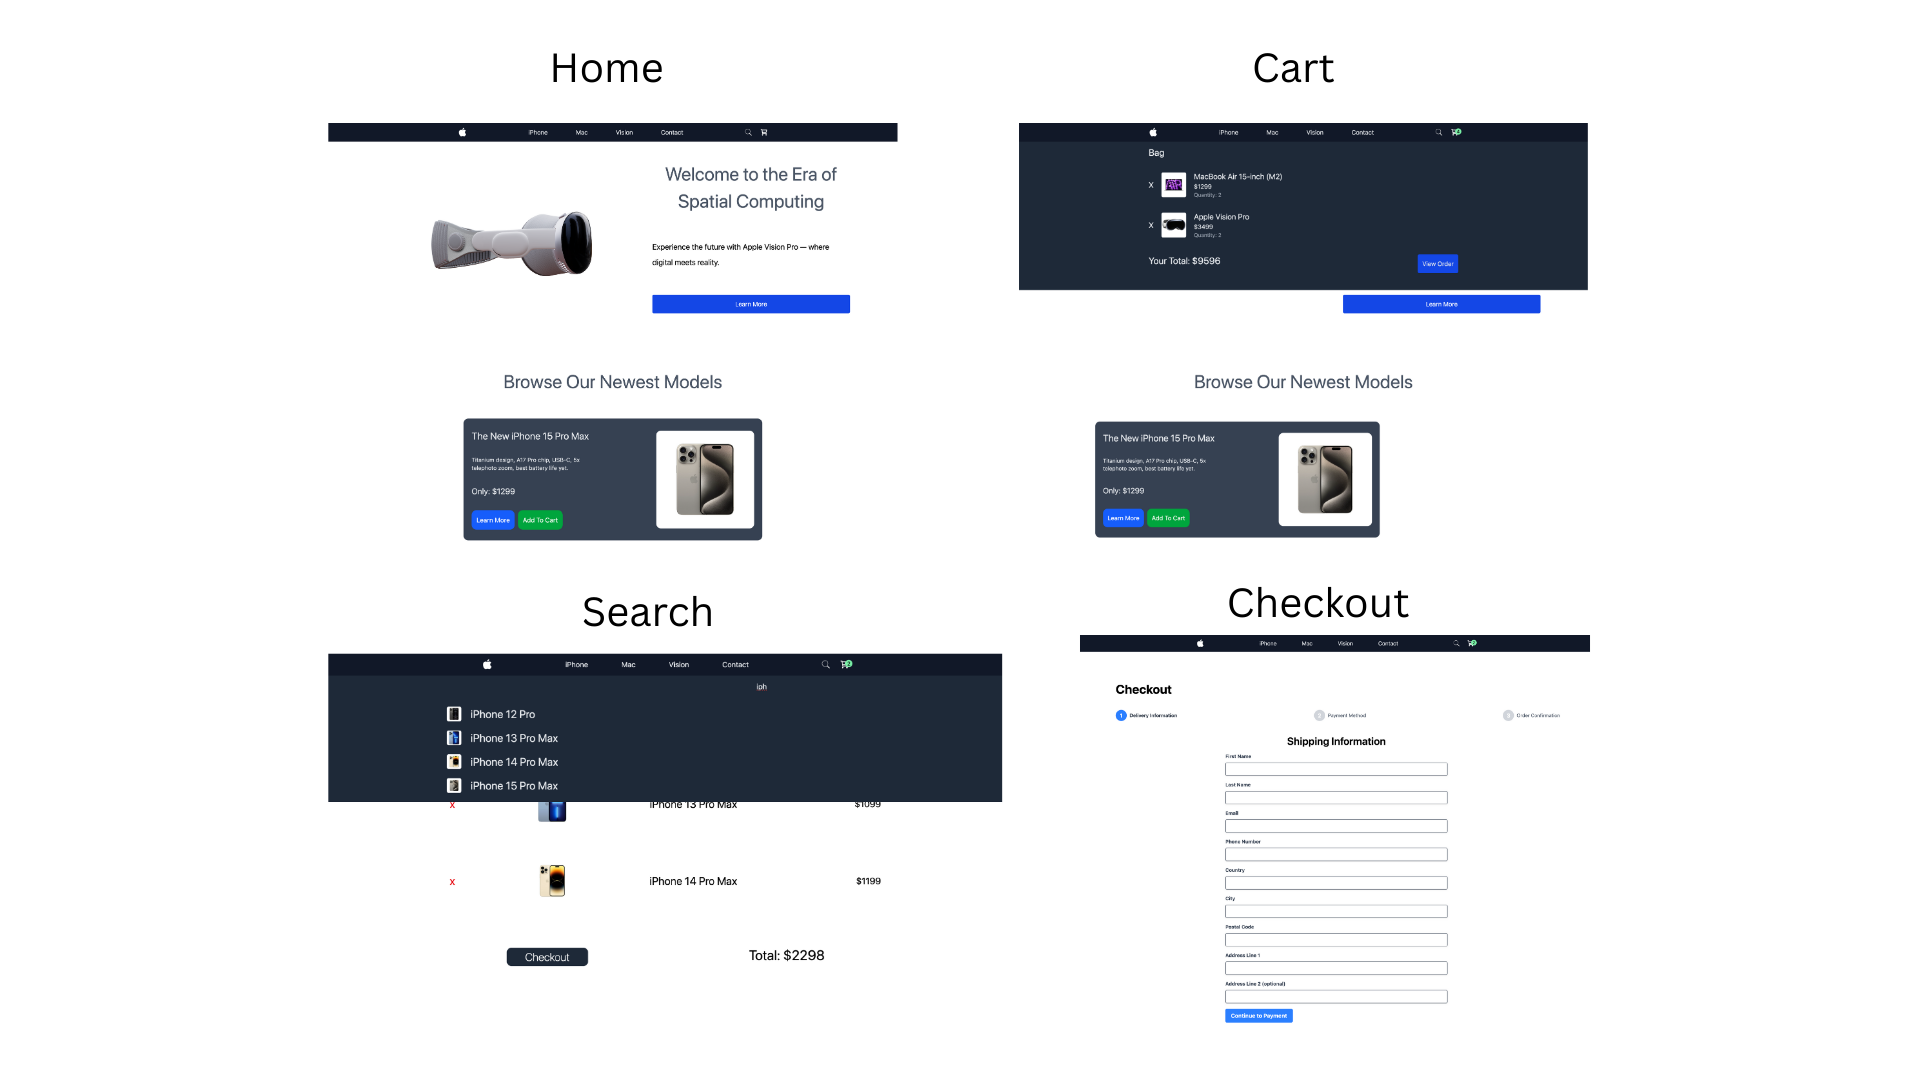 Home
iPhone Mac Vision Contact
Welcome to the Era of
Spatial Computing
Experience the future with Apple Vision Pro — where
digital meets reality.
Learn More
Browse Our Newest Models
The New iPhone 15 Pro Max
Titanium design, A17 Pro chip, USB-C, 5x
telephoto zoom, best battery life yet.
Only: $1299
Learn More Add To Cart
Cart
iPhone Mac Vision Contact
Bag
X MacBook Air 15-inch (M2)
$1299
Quantity: 2
X Apple Vision Pro
$3499
Quantity: 2
Your Total: $9596
View Order
Learn More
Browse Our Newest Models
The New iPhone 15 Pro Max
Titanium design, A17 Pro chip, USB-C, 5x
telephoto zoom, best battery life yet.
Only: $1299
Learn More Add To Cart
Search
iPhone Mac Vision Contact 2
iph
iPhone 12 Pro
iPhone 13 Pro Max
iPhone 14 Pro Max
iPhone 15 Pro Max
X iPhone 13 Pro Max $1099
X iPhone 14 Pro Max $1199
Checkout Total: $2298
Checkout
iPhone Mac Vision Contact
Checkout
1 Delivery Information 2 Payment Method 3 Order Confirmation
Shipping Information
First Name
Last Name
Email
Phone Number
Country
City
Postal Code
Address Line 1
Address Line 2 (optional)
Continue to Payment